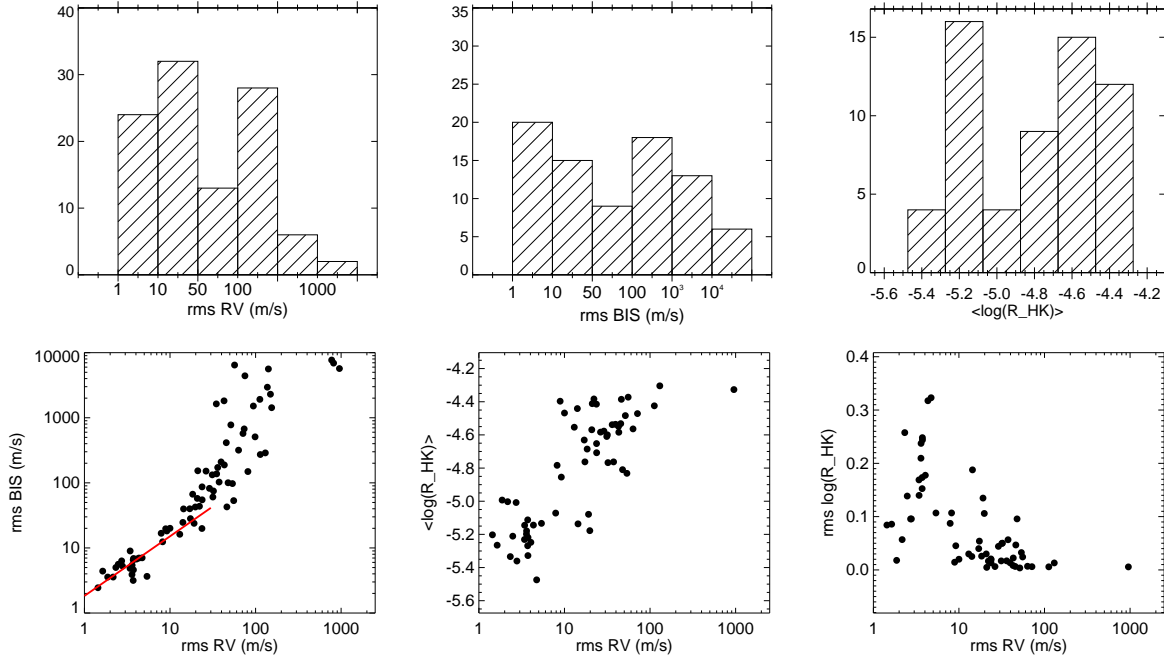 40
30
20
10
0
1 10 50 100 1000
rms RV (m/s)
35
30
25
20
15
10
5
0
1 10 50 100 10³ 10⁴
rms BIS (m/s)
15
10
5
0
-5.6 -5.4 -5.2 -5.0 -4.8 -4.6 -4.4 -4.2
<log(R_HK)>
10000
1000
100
10
1
rms BIS (m/s)
1 10 100 1000
rms RV (m/s)
-4.2
-4.4
-4.6
-4.8
-5.0
-5.2
-5.4
-5.6
<log(R_HK)>
1 10 100 1000
rms RV (m/s)
0.4
0.3
0.2
0.1
0.0
rms log(R_HK)
1 10 100 1000
rms RV (m/s)